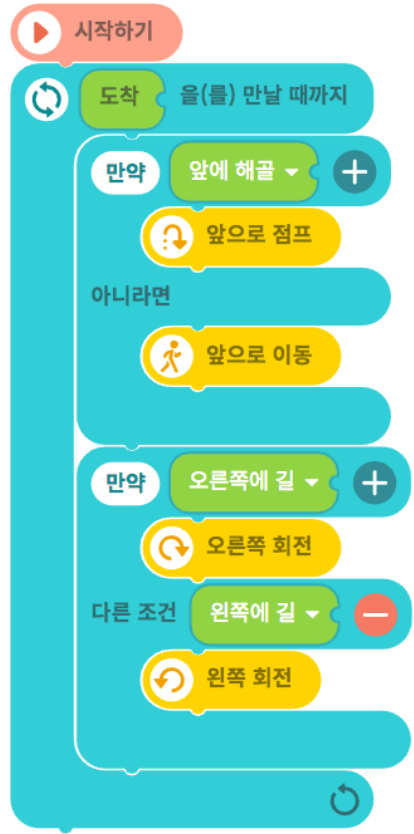 시작하기
도착 을(를) 만날 때까지
만약 앞에 해골
앞으로 점프
아니라면
앞으로 이동
만약 오른쪽에 길
오른쪽 회전
다른 조건 왼쪽에 길
왼쪽 회전